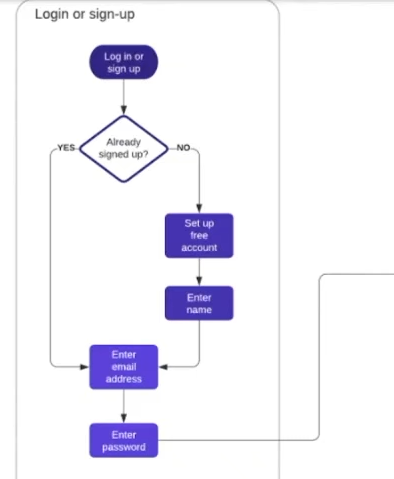 Login or sign-up
Log in or
sign up
Already
signed up?
YES
NO
Set up
free
account
Enter
name
Enter
email
address
Enter
password